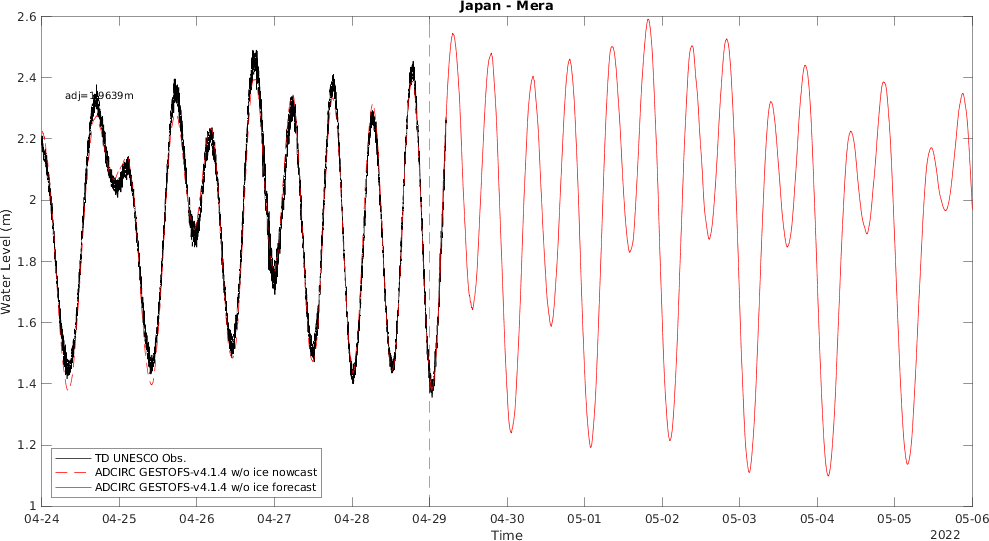 Japan - Mera
2.6
2.4
2.2
2
1.8
1.6
1.4
1.2
1
Water Level (m)
adj=1.9639m
TD UNESCO Obs.
ADCIRC GESTOFS-v4.1.4 w/o ice nowcast
ADCIRC GESTOFS-v4.1.4 w/o ice forecast
04-24 04-25 04-26 04-27 04-28 04-29 04-30 05-01 05-02 05-03 05-04 05-05 05-06
Time
2022